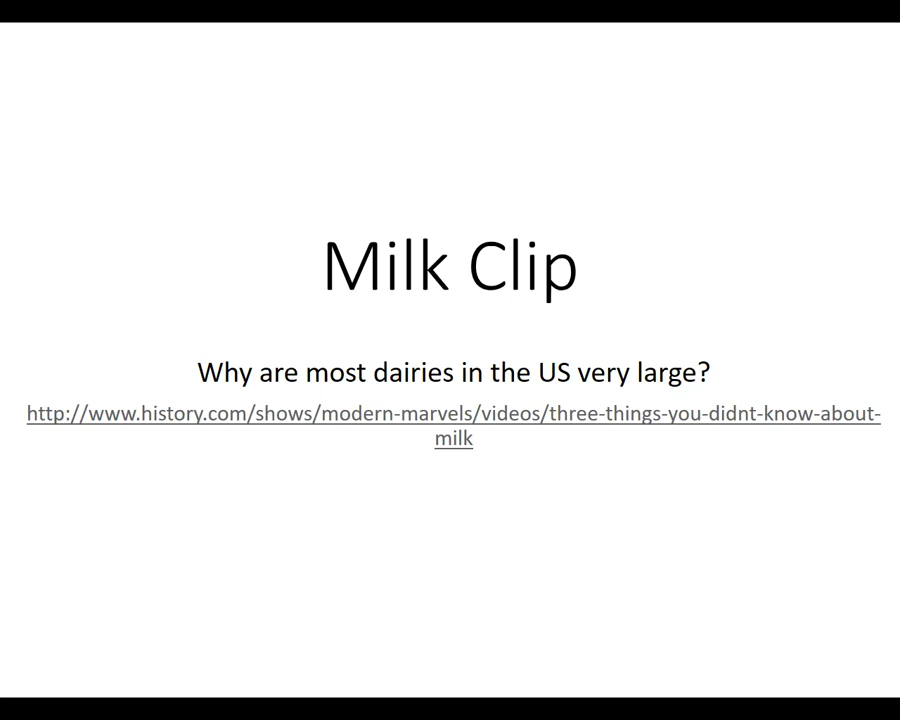 Milk Clip
Why are most dairies in the US very large?
http://www.history.com/shows/modern-marvels/videos/three-things-you-didnt-know-about-
milk